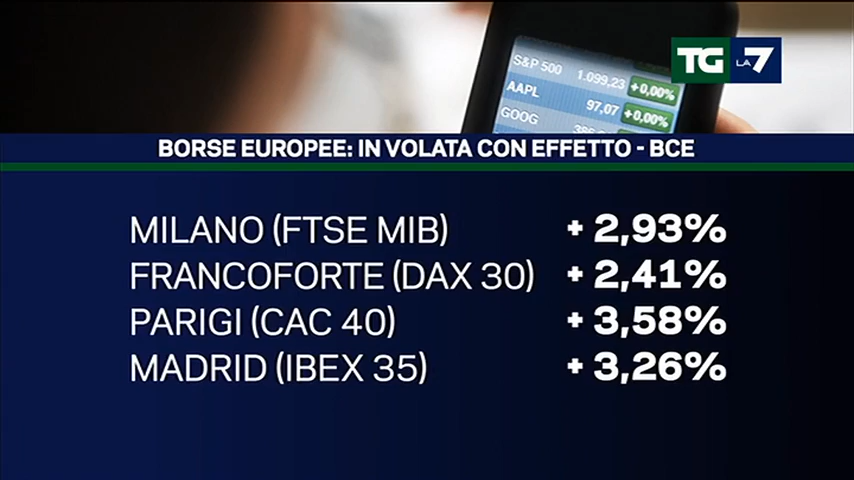 TG LA 7
S&P 500 1.099,23 +0,00%
AAPL 97,07 +0,00%
GOOG
BORSE EUROPEE: IN VOLATA CON EFFETTO - BCE
MILANO (FTSE MIB) + 2,93%
FRANCOFORTE (DAX 30) + 2,41%
PARIGI (CAC 40) + 3,58%
MADRID (IBEX 35) + 3,26%